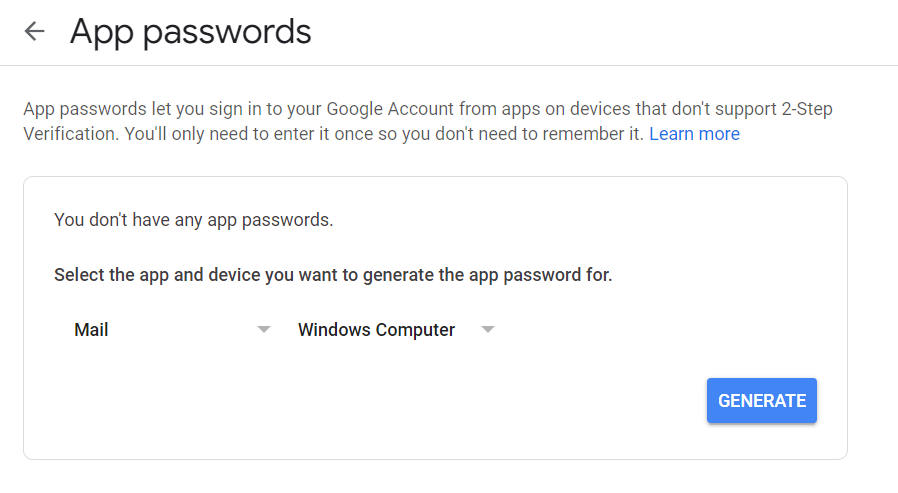 App passwords
App passwords let you sign in to your Google Account from apps on devices that don't support 2-Step
Verification. You'll only need to enter it once so you don't need to remember it. Learn more
You don't have any app passwords.
Select the app and device you want to generate the app password for.
Mail Windows Computer
GENERATE